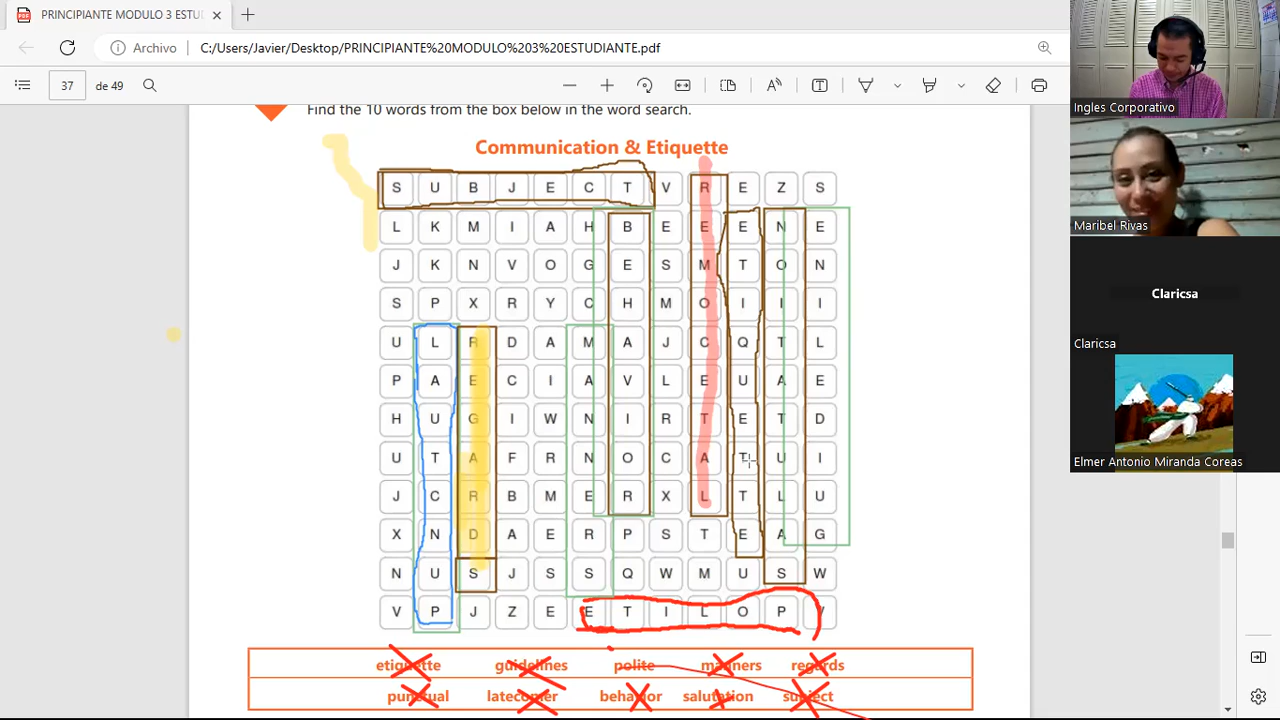 PRINCIPIANTE MODULO 3 ESTU
Archivo
C:/Users/Javier/Desktop/PRINCIPIANTE%20MODULO%203%20ESTUDIANTE.pdf
37 de 49
Find the 10 words from the box below in the word search.
Communication & Etiquette
S U B J E C T V R E Z S
L K M I A H B E E E N E
J K N V O G E S M T O N
S P X R Y C H M O I I I
U L R D A M A J C Q T L
P A E C I A V L E U A E
H U G I W N I R T E T D
U T A F R N O C A T U I
J C R B M E R X L T L U
X N D A E R P S T E A G
N U S J S S Q W M U S W
V P J Z E E T I L O P V
etiquette guidelines polite manners regards
punctual latecomer behavior salutation subject
Ingles Corporativo
Maribel Rivas
Claricsa
Claricsa
Elmer Antonio Miranda Coreas